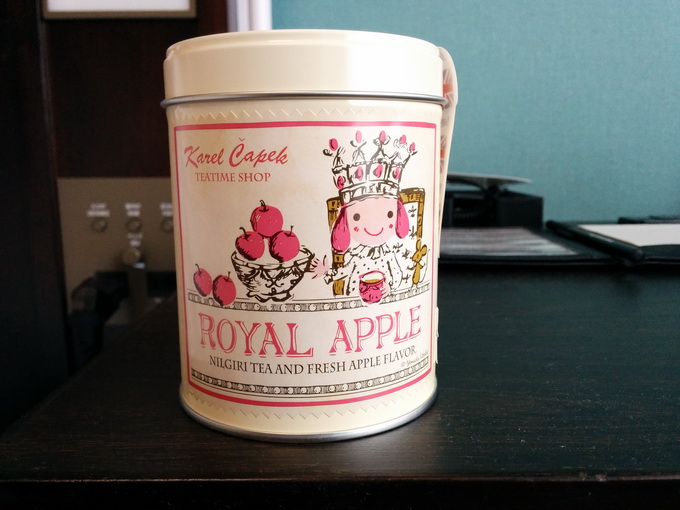 Karel Čapek
TEATIME SHOP
ROYAL APPLE
NILGIRI TEA AND FRESH APPLE FLAVOR